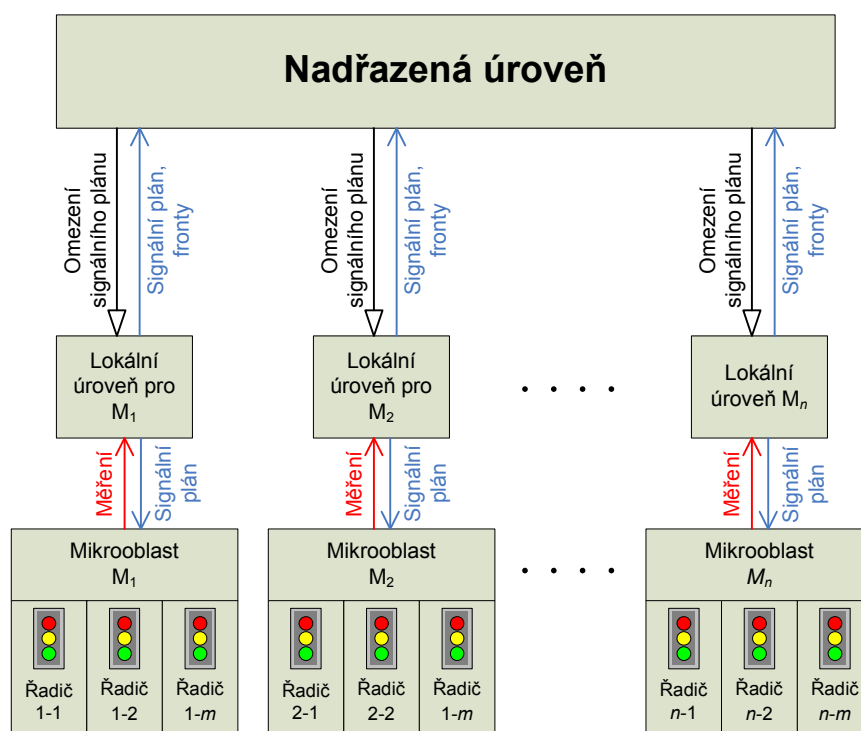 Nadřazená úroveň
Omezení
signálního plánu
Signální plán,
fronty
Omezení
signálního plánu
Signální plán,
fronty
Omezení
signálního plánu
Signální plán,
fronty
Lokální
úroveň pro
M1
Lokální
úroveň pro
M2
. . . .
Lokální
úroveň Mn
Měření
Signální
plán
Měření
Signální
plán
Měření
Signální
plán
Mikrooblast
M1
Mikrooblast
M2
. . . .
Mikrooblast
Mn
Řadič
1-1
Řadič
1-2
Řadič
1-m
Řadič
2-1
Řadič
2-2
Řadič
1-m
Řadič
n-1
Řadič
n-2
Řadič
n-m